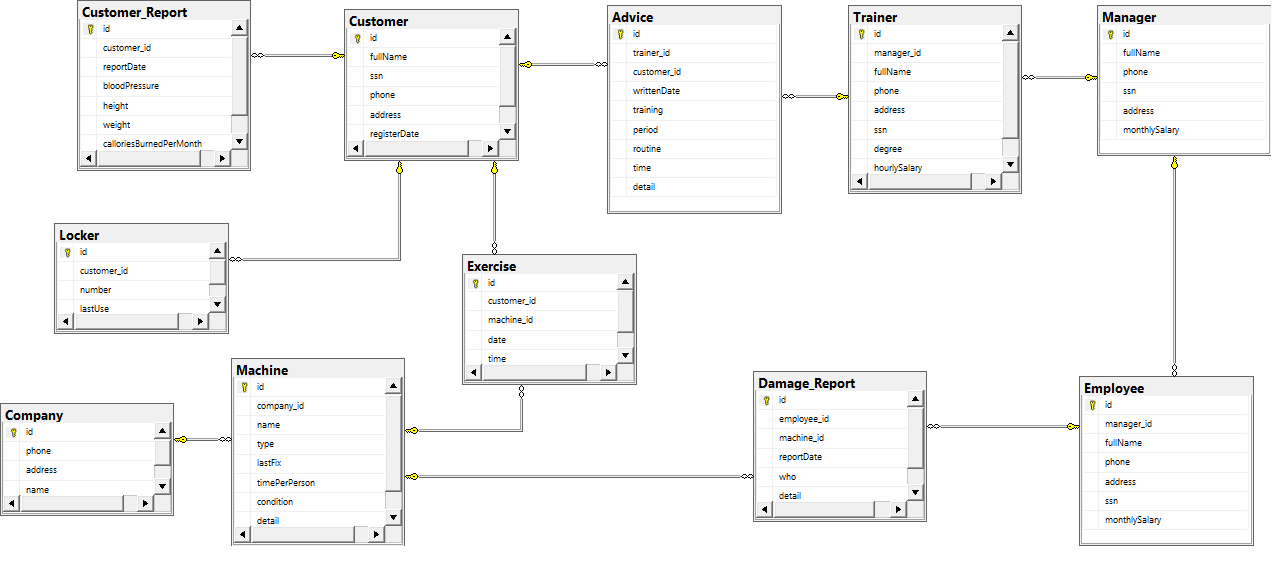 Customer_Report
id
customer_id
reportDate
bloodPressure
height
weight
calloriesBurnedPerMonth
Customer
id
fullName
ssn
phone
address
registerDate
Advice
id
trainer_id
customer_id
writtenDate
training
period
routine
time
detail
Trainer
id
manager_id
fullName
phone
address
ssn
degree
hourlySalary
Manager
id
fullName
phone
ssn
address
monthlySalary
Locker
id
customer_id
number
lastUse
Exercise
id
customer_id
machine_id
date
time
Machine
id
company_id
name
type
lastFix
timePerPerson
condition
detail
Company
id
phone
address
name
Damage_Report
id
employee_id
machine_id
reportDate
who
detail
Employee
id
manager_id
fullName
phone
address
ssn
monthlySalary